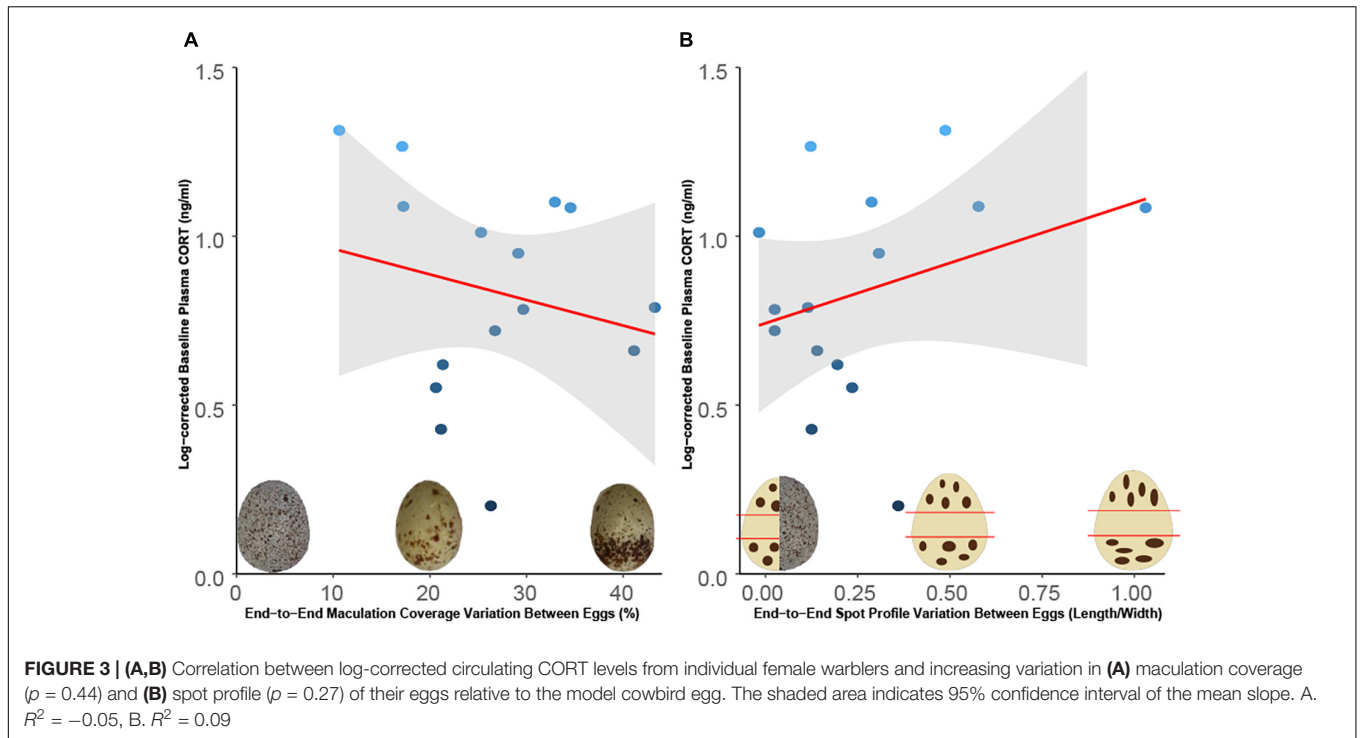 A
B
1.5
1.0
0.5
0.0
Log-corrected Baseline Plasma CORT (ng/ml)
0 10 20 30 40
End-to-End Maculation Coverage Variation Between Eggs (%)
1.5
1.0
0.5
0.0
Log-corrected Baseline Plasma CORT (ng/ml)
0.00 0.25 0.50 0.75 1.00
End-to-End Spot Profile Variation Between Eggs (Length/Width)
FIGURE 3 | (A,B) Correlation between log-corrected circulating CORT levels from individual female warblers and increasing variation in (A) maculation coverage
(p = 0.44) and (B) spot profile (p = 0.27) of their eggs relative to the model cowbird egg. The shaded area indicates 95% confidence interval of the mean slope. A.
R² = −0.05, B. R² = 0.09